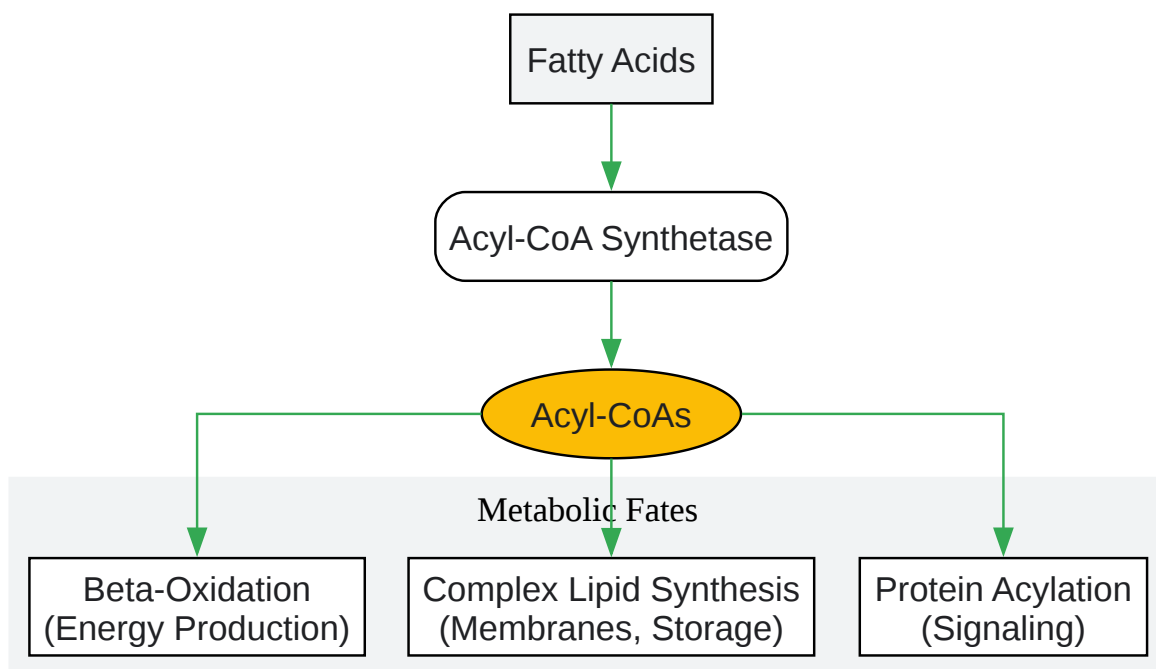 Fatty Acids
Acyl-CoA Synthetase
Acyl-CoAs
Metabolic Fates
Beta-Oxidation
(Energy Production)
Complex Lipid Synthesis
(Membranes, Storage)
Protein Acylation
(Signaling)